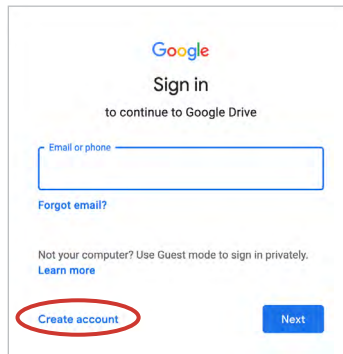 Google
Sign in
to continue to Google Drive
Email or phone
Forgot email?
Not your computer? Use Guest mode to sign in privately.
Learn more
Create account
Next